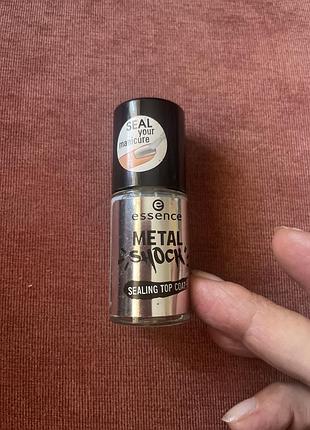 SEAL
your
manicure
essence
METAL
SHOCK
SEALING TOP COAT